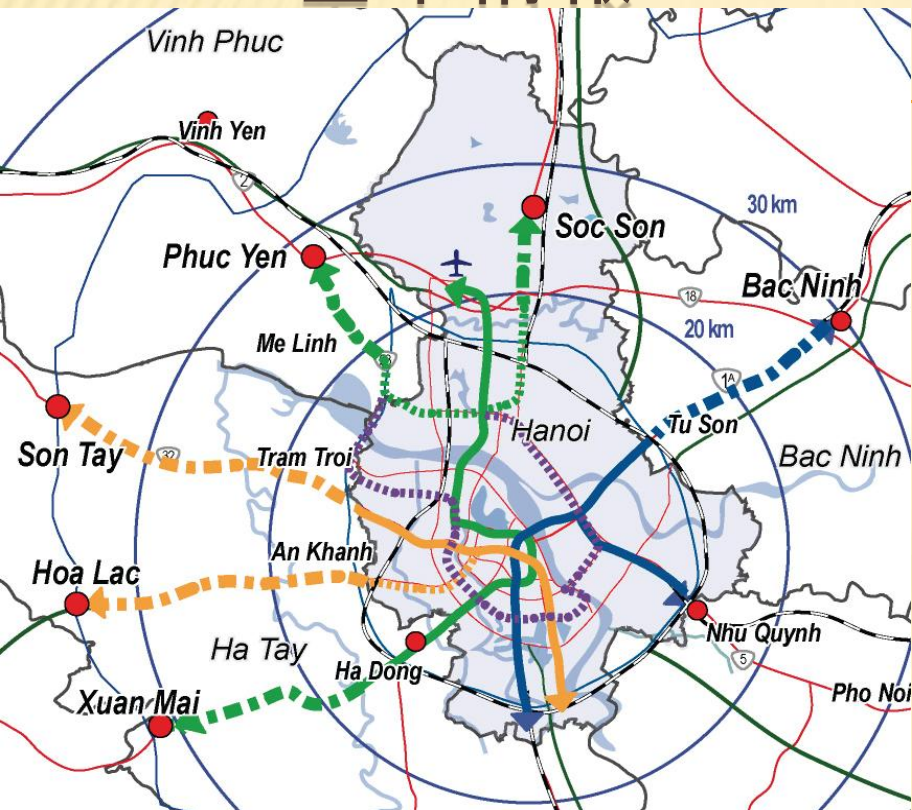 Vinh Phuc
Vinh Yen
2
30 km
Soc Son
Phuc Yen
Bac Ninh
18
20 km
Me Linh
23
1A
Tu Son
Hanoi
Son Tay
32
Tram Troi
Bac Ninh
An Khanh
Hoa Lac
Ha Tay
Nhu Quynh
Ha Dong
5
Xuan Mai
Pho Noi